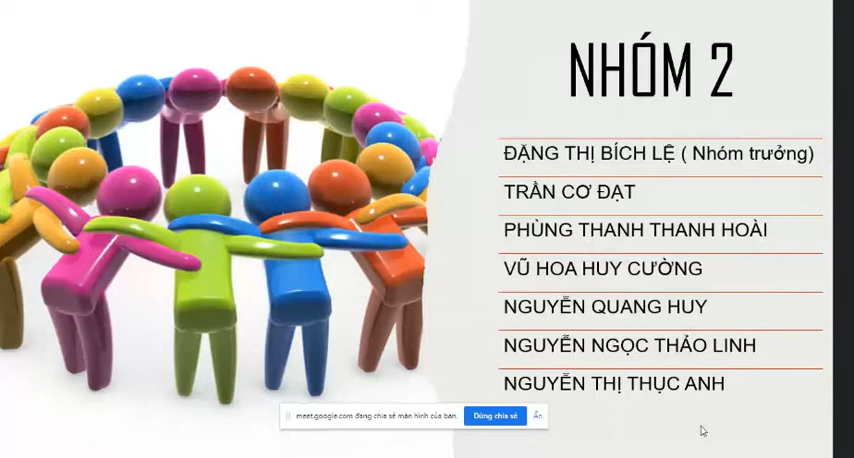 NHÓM 2
ĐẶNG THỊ BÍCH LỆ ( Nhóm trưởng)
TRẦN CƠ ĐẠT
PHÙNG THANH THANH HOÀI
VŨ HOA HUY CƯỜNG
NGUYỄN QUANG HUY
NGUYỄN NGỌC THẢO LINH
NGUYỄN THỊ THỤC ANH
meet.google.com đang chia sẻ màn hình của bạn. Dừng chia sẻ Ẩn